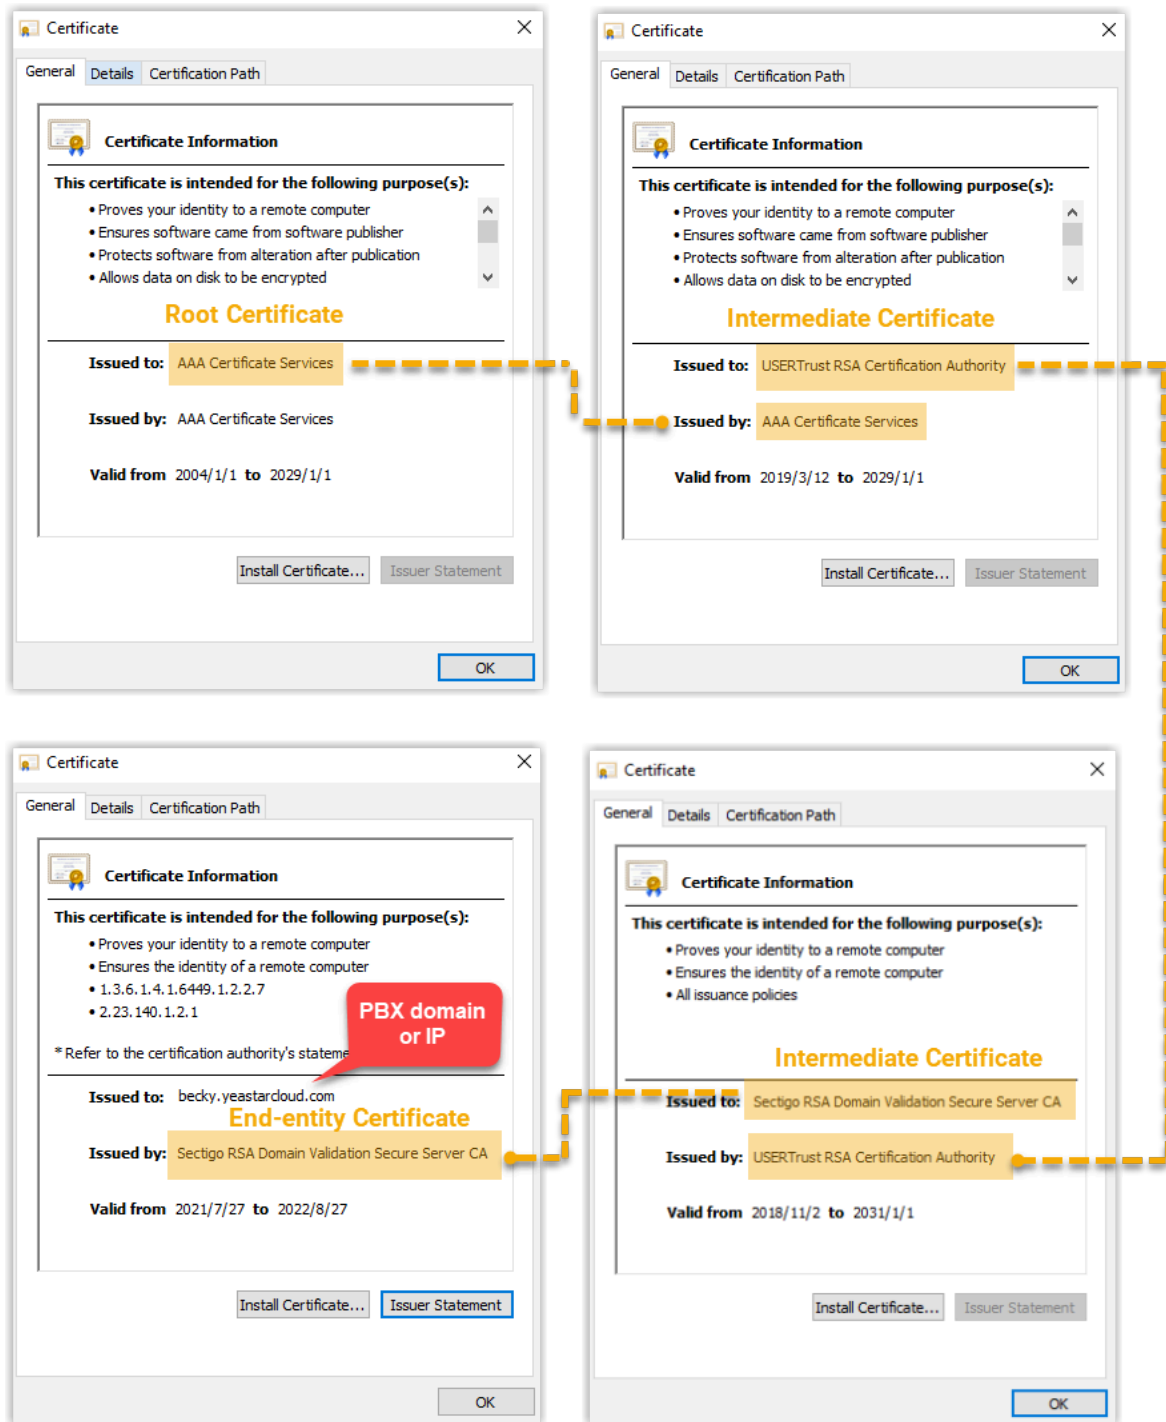 Certificate
General Details Certification Path
Certificate Information
This certificate is intended for the following purpose(s):
• Proves your identity to a remote computer
• Ensures software came from software publisher
• Protects software from alteration after publication
• Allows data on disk to be encrypted
Root Certificate
Issued to: AAA Certificate Services
Issued by: AAA Certificate Services
Valid from 2004/1/1 to 2029/1/1
Install Certificate... Issuer Statement
OK
Certificate
General Details Certification Path
Certificate Information
This certificate is intended for the following purpose(s):
• Proves your identity to a remote computer
• Ensures software came from software publisher
• Protects software from alteration after publication
• Allows data on disk to be encrypted
Intermediate Certificate
Issued to: USERTrust RSA Certification Authority
Issued by: AAA Certificate Services
Valid from 2019/3/12 to 2029/1/1
Install Certificate... Issuer Statement
OK
Certificate
General Details Certification Path
Certificate Information
This certificate is intended for the following purpose(s):
• Proves your identity to a remote computer
• Ensures the identity of a remote computer
• 1.3.6.1.4.1.6449.1.2.2.7
• 2.23.140.1.2.1
PBX domain
or IP
* Refer to the certification authority's stateme
Issued to: becky.yeastarcloud.com
End-entity Certificate
Issued by: Sectigo RSA Domain Validation Secure Server CA
Valid from 2021/7/27 to 2022/8/27
Install Certificate... Issuer Statement
OK
Certificate
General Details Certification Path
Certificate Information
This certificate is intended for the following purpose(s):
• Proves your identity to a remote computer
• Ensures the identity of a remote computer
• All issuance policies
Intermediate Certificate
Issued to: Sectigo RSA Domain Validation Secure Server CA
Issued by: USERTrust RSA Certification Authority
Valid from 2018/11/2 to 2031/1/1
Install Certificate... Issuer Statement
OK